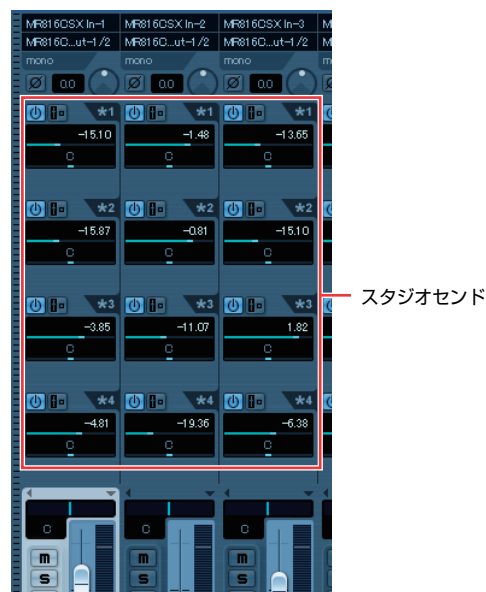 MR816CSX In-1 MR816CSX In-2 MR816CSX In-3 M
MR816C...ut-1/2 MR816C...ut-1/2 MR816C...ut-1/2 M
mono mono mono m
0.0 0.0 0.0
*1 *1 *1
-15.10 -1.48 -13.65
C C C
*2 *2 *2
-15.87 -0.81 -15.10
C C C
*3 *3 *3
-3.85 -11.07 1.82
C C C
*4 *4 *4
-4.81 -19.36 -6.38
C C C
スタジオセンド
C C C
m m m
S S S